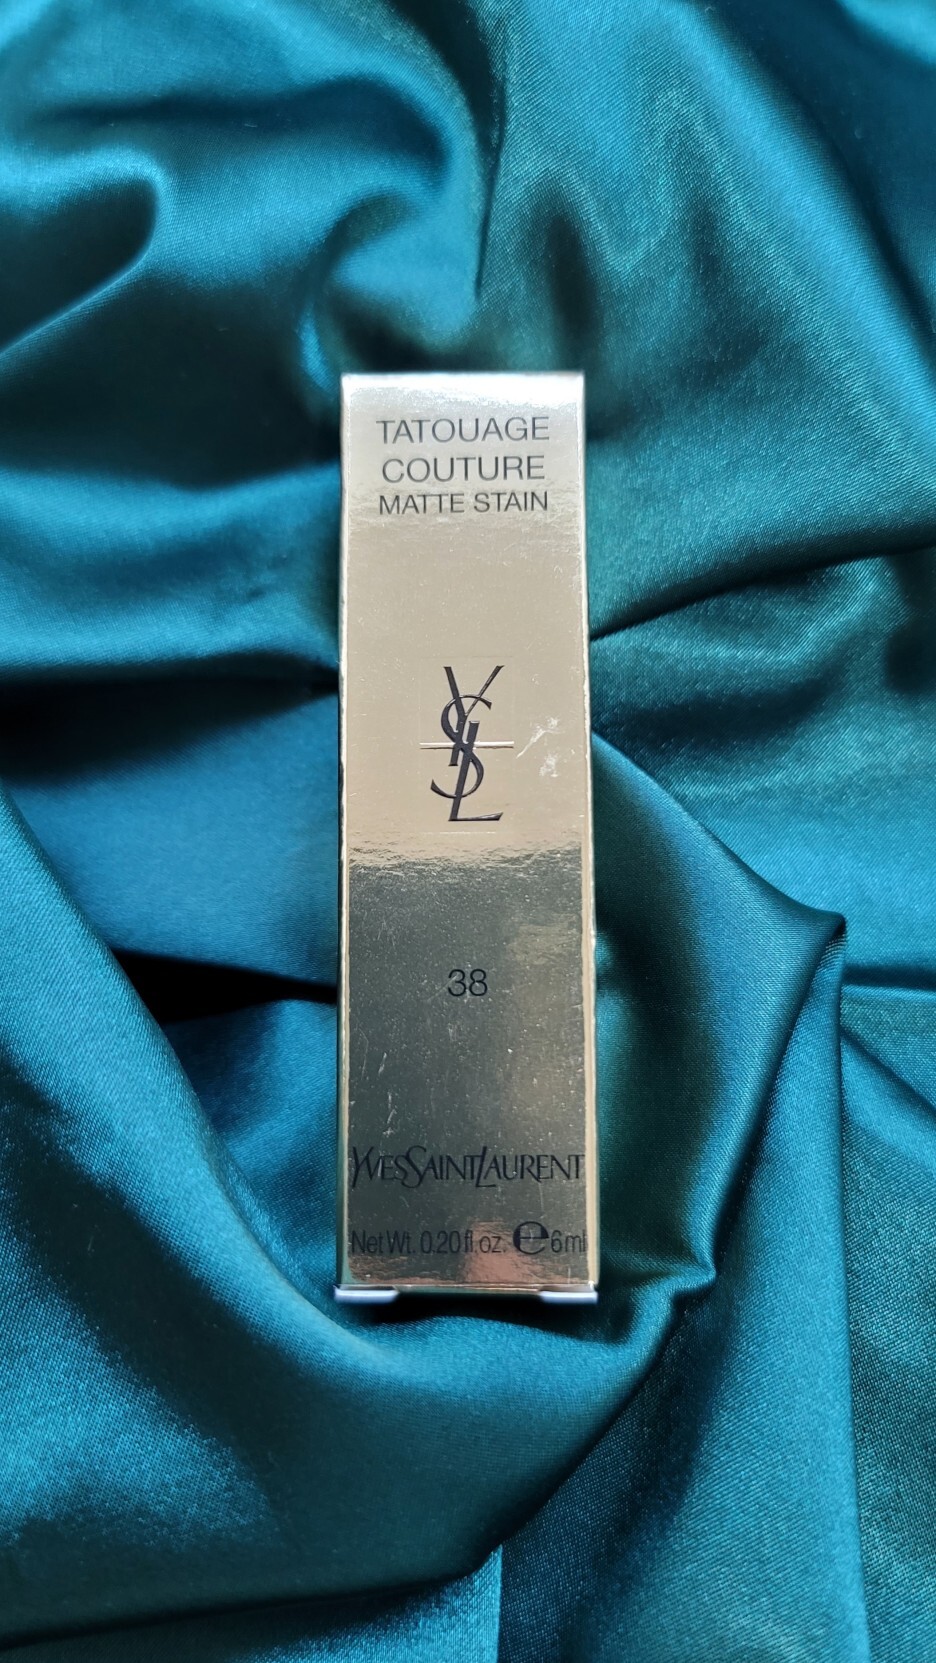 TATOUAGE
COUTURE
MATTE STAIN
YSL
38
YVESSAINTLAURENT
Net Wt. 0.20 fl.oz. ℮ 6ml